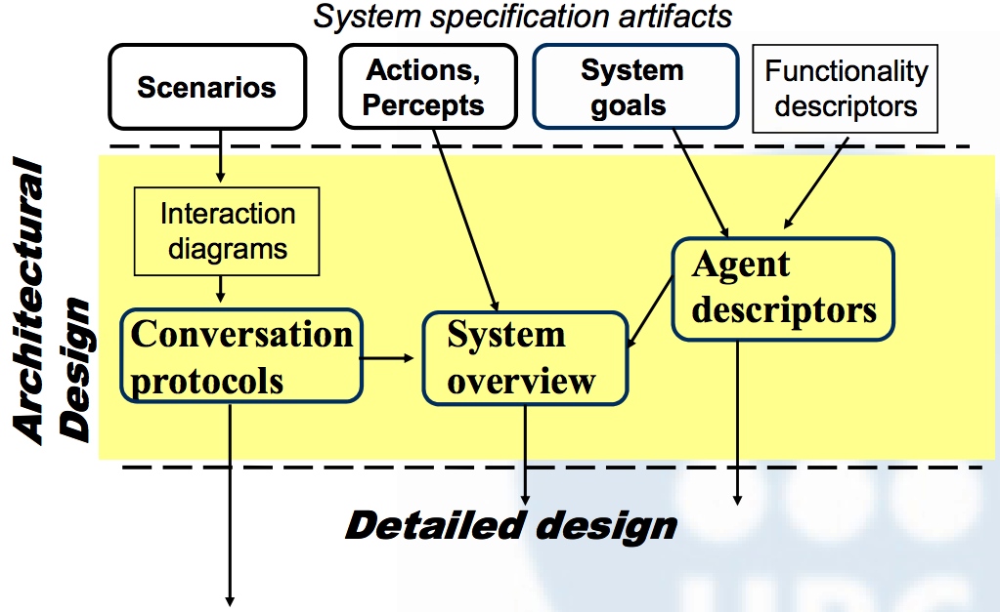 System specification artifacts
Scenarios
Actions,
Percepts
System
goals
Functionality
descriptors
Architectural
Design
Interaction
diagrams
Agent
descriptors
Conversation
protocols
System
overview
Detailed design
UPC